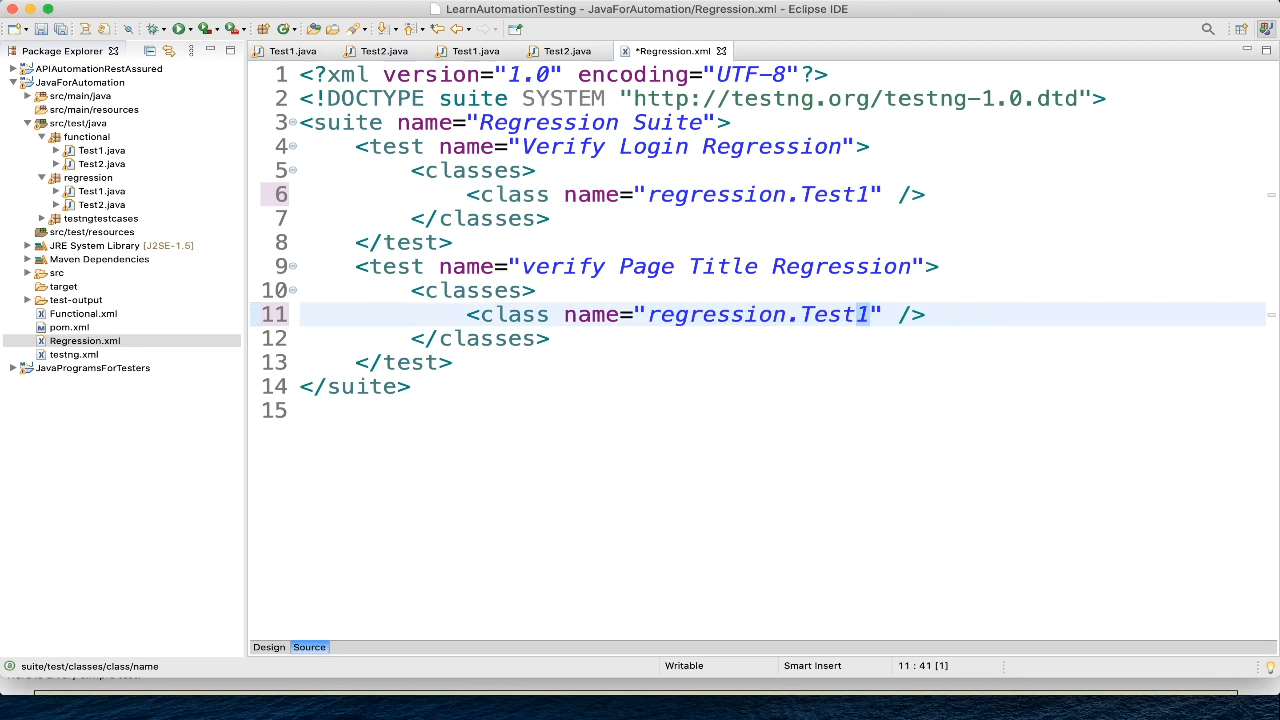 LearnAutomationTesting - JavaForAutomation/Regression.xml - Eclipse IDE
Package Explorer
Test1.java
Test2.java
Test1.java
Test2.java
*Regression.xml
APIAutomationRestAssured
JavaForAutomation
src/main/java
src/main/resources
src/test/java
functional
Test1.java
Test2.java
regression
Test1.java
Test2.java
testngtestcases
src/test/resources
JRE System Library [J2SE-1.5]
Maven Dependencies
src
target
test-output
Functional.xml
pom.xml
Regression.xml
testng.xml
JavaProgramsForTesters
1 <?xml version="1.0" encoding="UTF-8"?>
2 <!DOCTYPE suite SYSTEM "http://testng.org/testng-1.0.dtd">
3 <suite name="Regression Suite">
4 <test name="Verify Login Regression">
5 <classes>
6 <class name="regression.Test1" />
7 </classes>
8 </test>
9 <test name="verify Page Title Regression">
10 <classes>
11 <class name="regression.Test1" />
12 </classes>
13 </test>
14 </suite>
15
Design
Source
suite/test/classes/class/name
Writable
Smart Insert
11 : 41 [1]